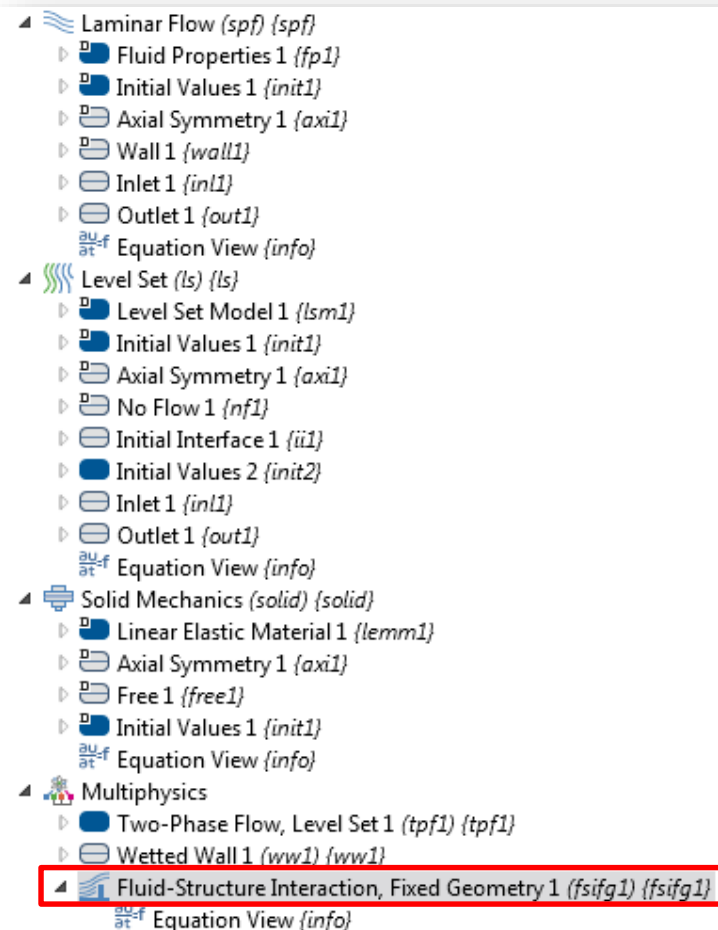 Laminar Flow (spf) {spf}
D Fluid Properties 1 {fp1}
D Initial Values 1 {init1}
D Axial Symmetry 1 {axi1}
D Wall 1 {wall1}
Inlet 1 {inl1}
Outlet 1 {out1}
∂u/∂t=f Equation View {info}
Level Set (ls) {ls}
D Level Set Model 1 {lsm1}
D Initial Values 1 {init1}
D Axial Symmetry 1 {axi1}
D No Flow 1 {nf1}
Initial Interface 1 {ii1}
Initial Values 2 {init2}
Inlet 1 {inl1}
Outlet 1 {out1}
∂u/∂t=f Equation View {info}
Solid Mechanics (solid) {solid}
D Linear Elastic Material 1 {lemm1}
D Axial Symmetry 1 {axi1}
D Free 1 {free1}
D Initial Values 1 {init1}
∂u/∂t=f Equation View {info}
Multiphysics
Two-Phase Flow, Level Set 1 (tpf1) {tpf1}
Wetted Wall 1 (ww1) {ww1}
Fluid-Structure Interaction, Fixed Geometry 1 (fsifg1) {fsifg1}
∂u/∂t=f Equation View {info}